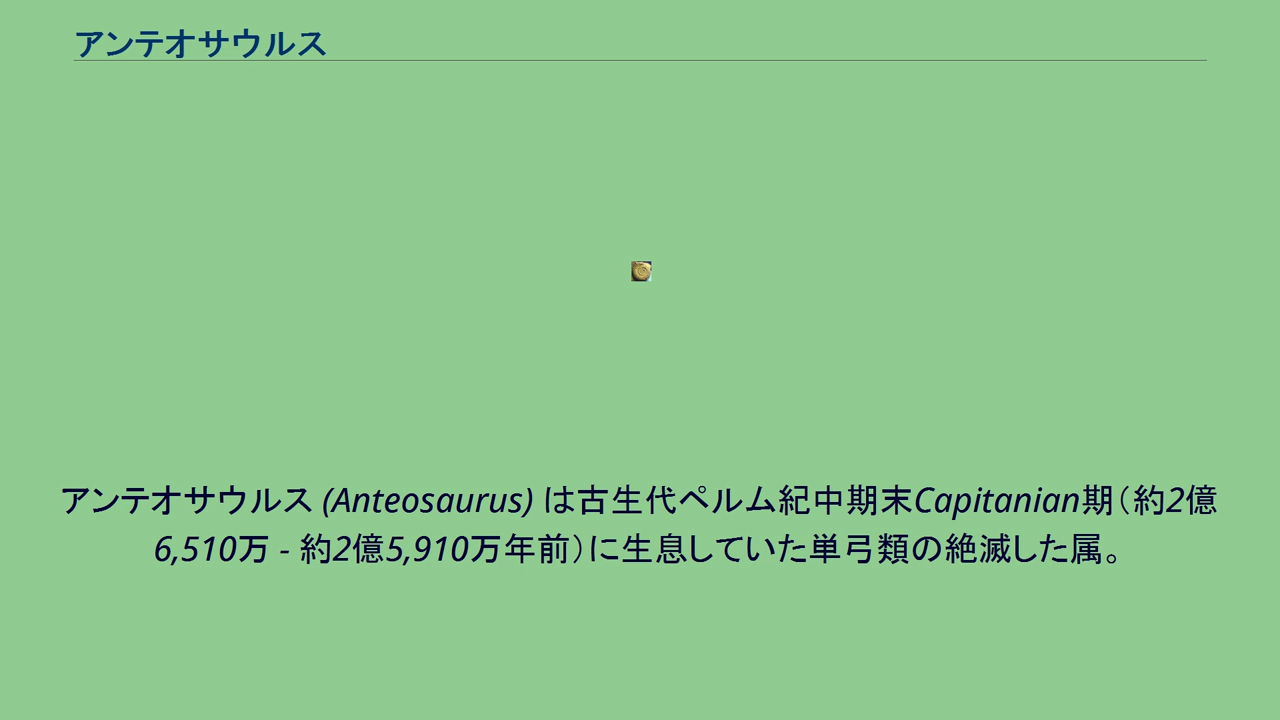 アンテオサウルス
アンテオサウルス (Anteosaurus) は古生代ペルム紀中期末Capitanian期（約2億
6,510万 - 約2億5,910万年前）に生息していた単弓類の絶滅した属。